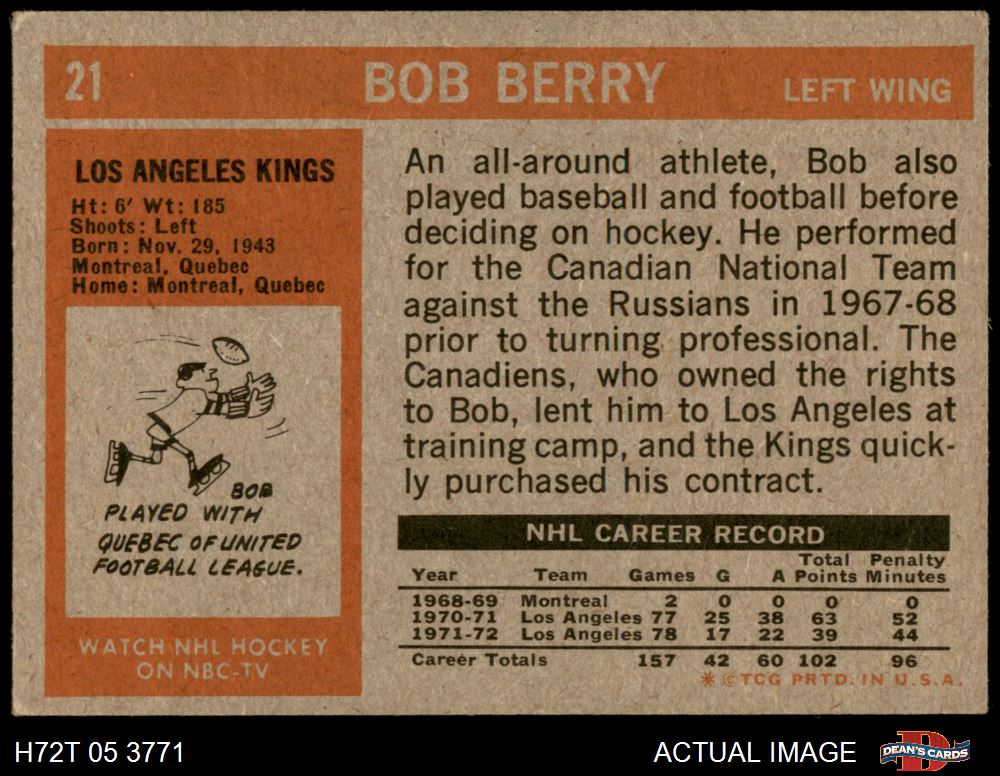 21 BOB BERRY LEFT WING
LOS ANGELES KINGS
Ht: 6' Wt: 185
Shoots: Left
Born: Nov. 29, 1943
Montreal, Quebec
Home: Montreal, Quebec
BOB
PLAYED WITH
QUEBEC OF UNITED
FOOTBALL LEAGUE.
WATCH NHL HOCKEY
ON NBC-TV
An all-around athlete, Bob also
played baseball and football before
deciding on hockey. He performed
for the Canadian National Team
against the Russians in 1967-68
prior to turning professional. The
Canadiens, who owned the rights
to Bob, lent him to Los Angeles at
training camp, and the Kings quick-
ly purchased his contract.
NHL CAREER RECORD
Total Penalty
Year Team Games G A Points Minutes
1968-69 Montreal 2 0 0 0 0
1970-71 Los Angeles 77 25 38 63 52
1971-72 Los Angeles 78 17 22 39 44
Career Totals 157 42 60 102 96
* © TCG PRTD. IN U.S.A.
H72T 05 3771 ACTUAL IMAGE D DEAN'S CARDS